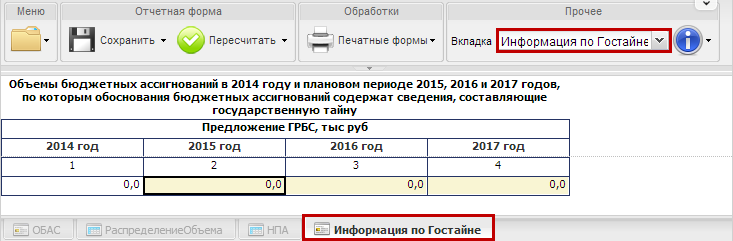 Меню Отчетная форма Обработки Прочее
Сохранить Пересчитать Печатные формы Вкладка Информация по Гостайне
Объемы бюджетных ассигнований в 2014 году и плановом периоде 2015, 2016 и 2017 годов,
по которым обоснования бюджетных ассигнований содержат сведения, составляющие
государственную тайну
Предложение ГРБС, тыс руб
2014 год 2015 год 2016 год 2017 год
1 2 3 4
0,0 0,0 0,0 0,0
ОБАС РаспределениеОбъема НПА Информация по Гостайне